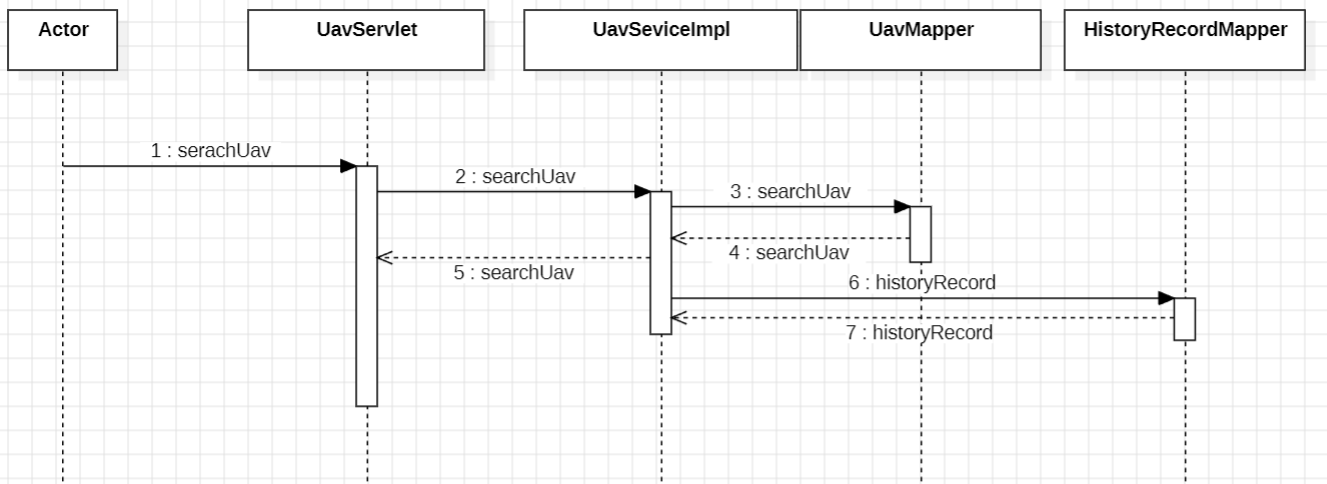 Actor
UavServlet
UavSeviceImpl
UavMapper
HistoryRecordMapper
1 : serachUav
2 : searchUav
3 : searchUav
4 : searchUav
5 : searchUav
6 : historyRecord
7 : historyRecord